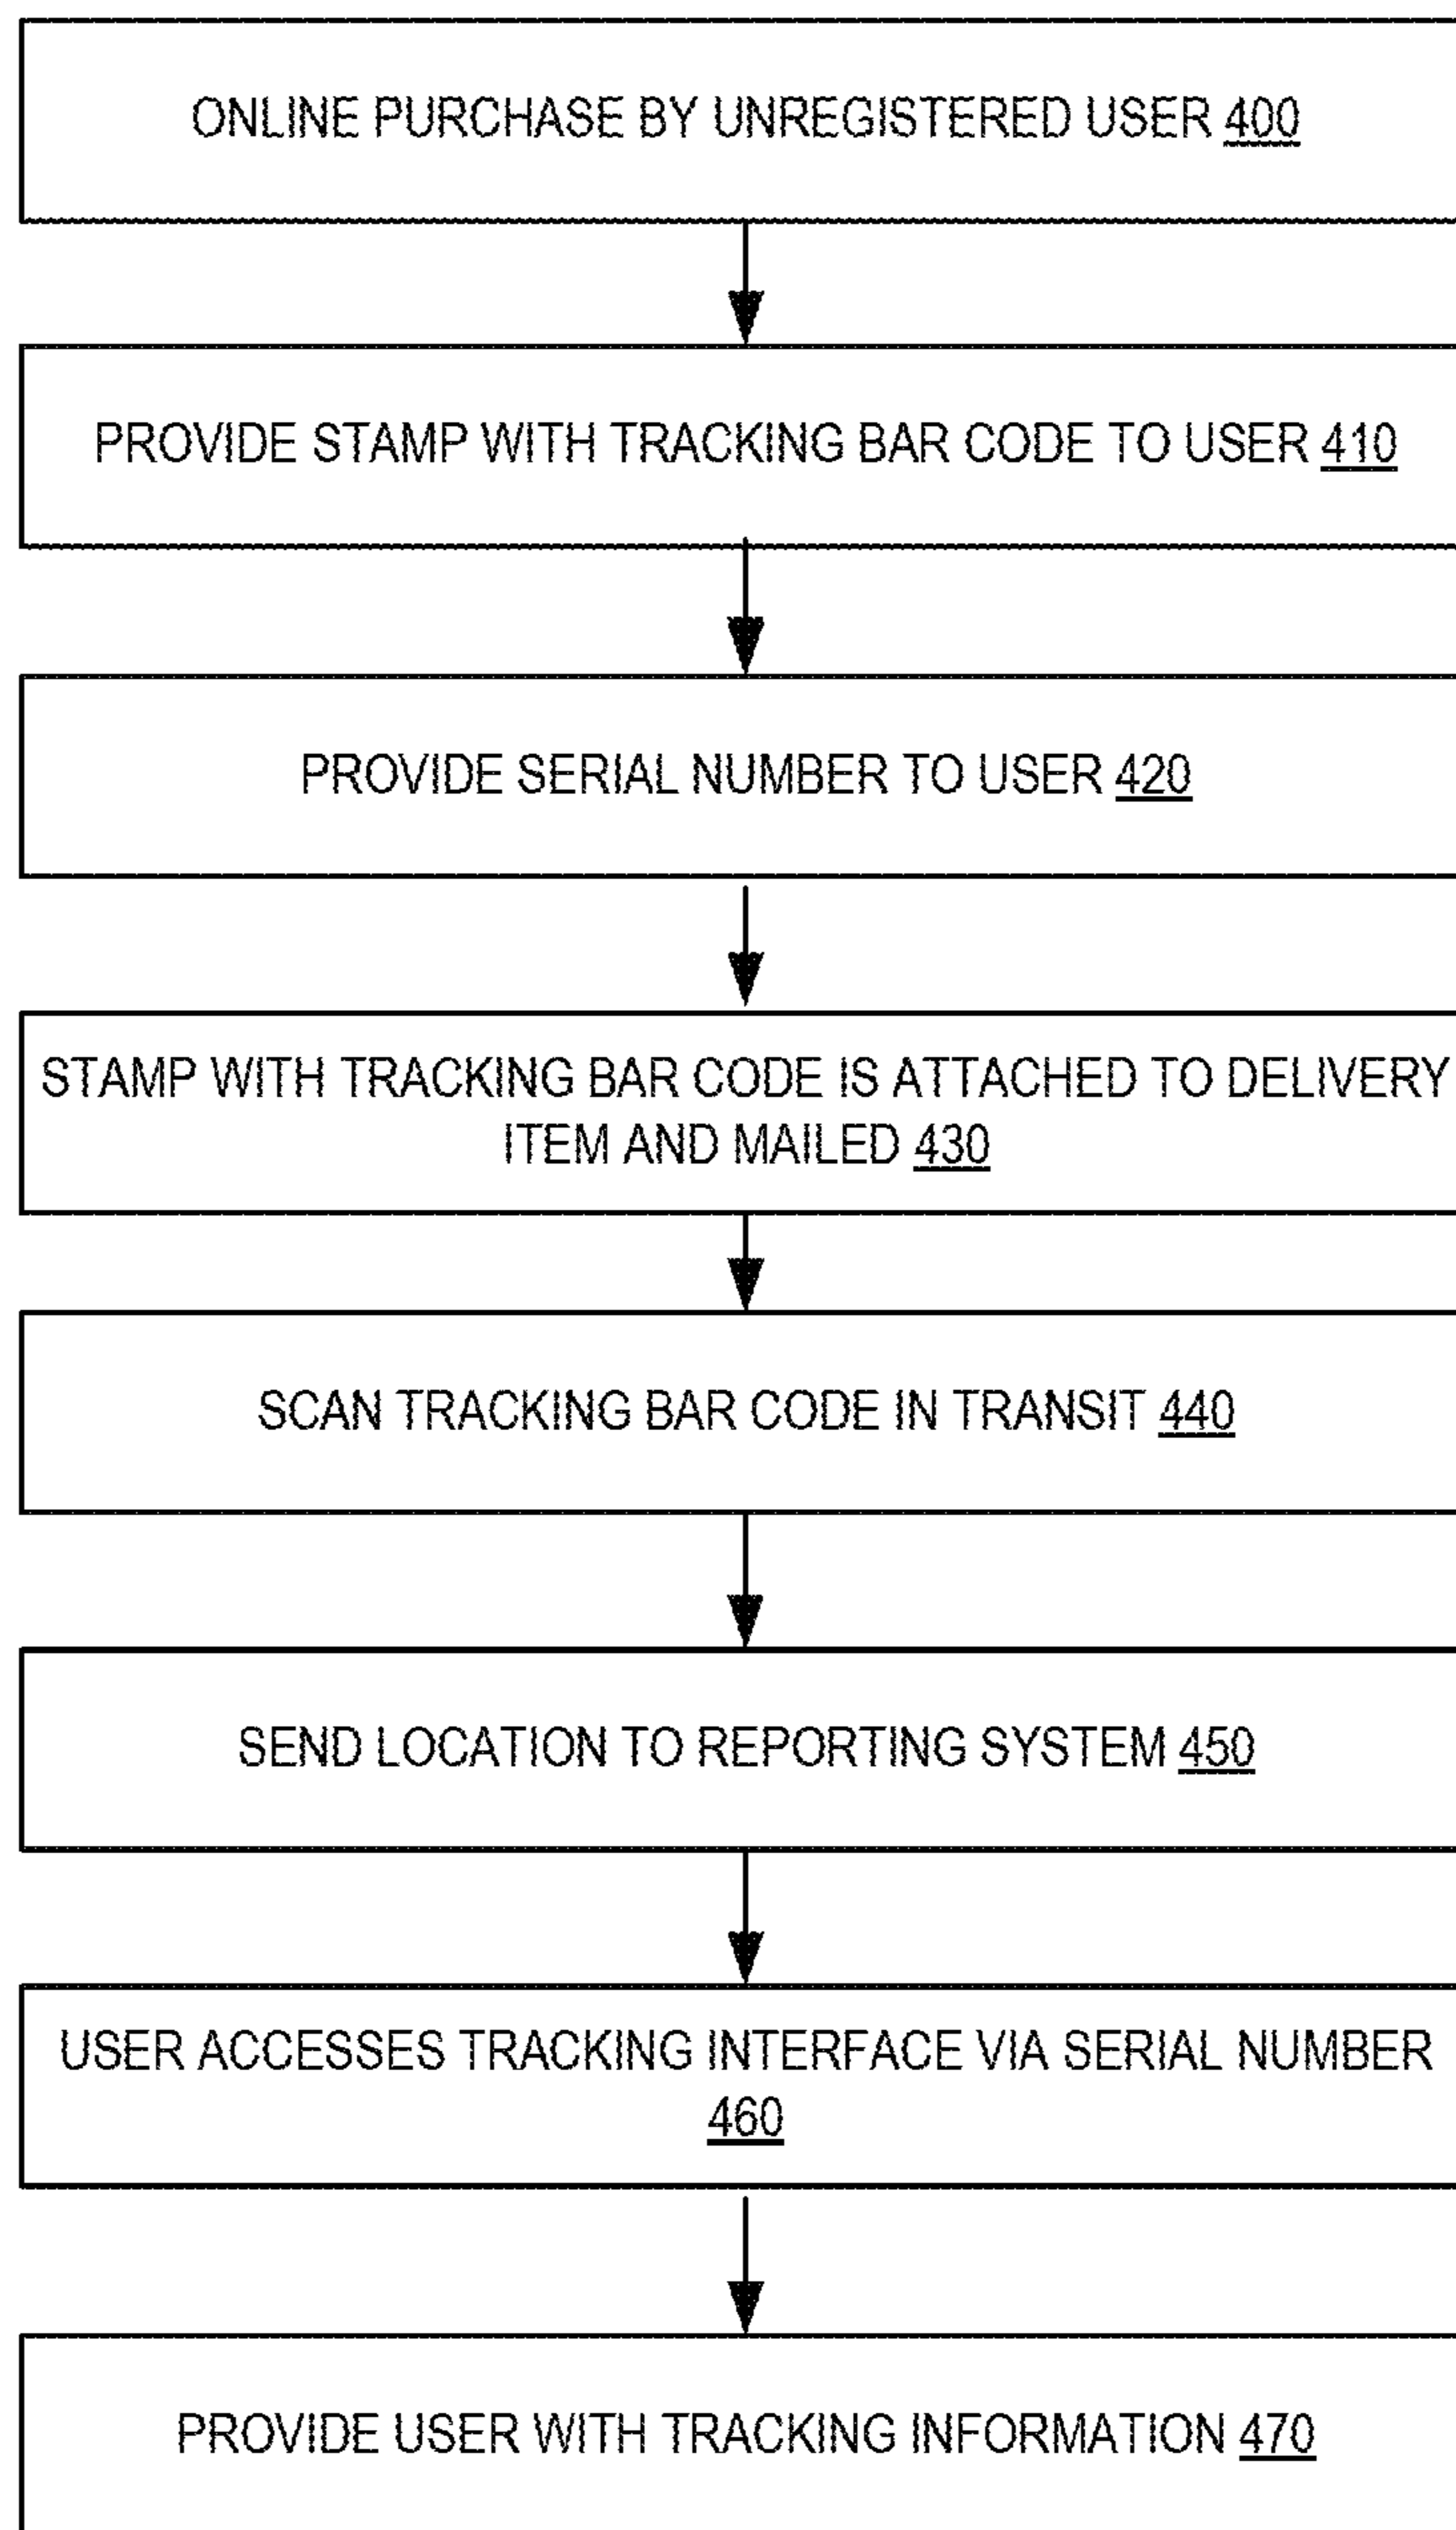 ONLINE PURCHASE BY UNREGISTERED USER 400
PROVIDE STAMP WITH TRACKING BAR CODE TO USER 410
PROVIDE SERIAL NUMBER TO USER 420
STAMP WITH TRACKING BAR CODE IS ATTACHED TO DELIVERY
ITEM AND MAILED 430
SCAN TRACKING BAR CODE IN TRANSIT 440
SEND LOCATION TO REPORTING SYSTEM 450
USER ACCESSES TRACKING INTERFACE VIA SERIAL NUMBER
460
PROVIDE USER WITH TRACKING INFORMATION 470